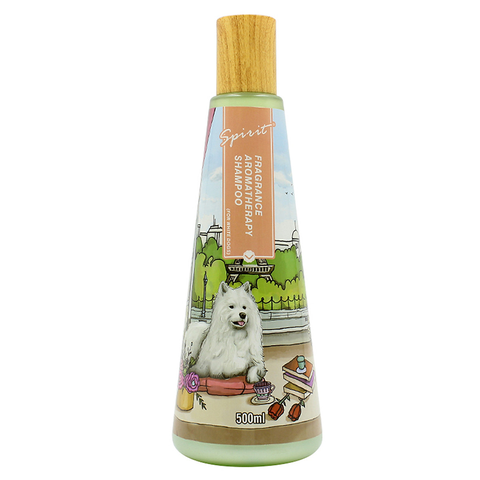 Spirit
FRAGRANCE
AROMATHERAPY
SHAMPOO
(FOR WHITE DOGS)
500ml